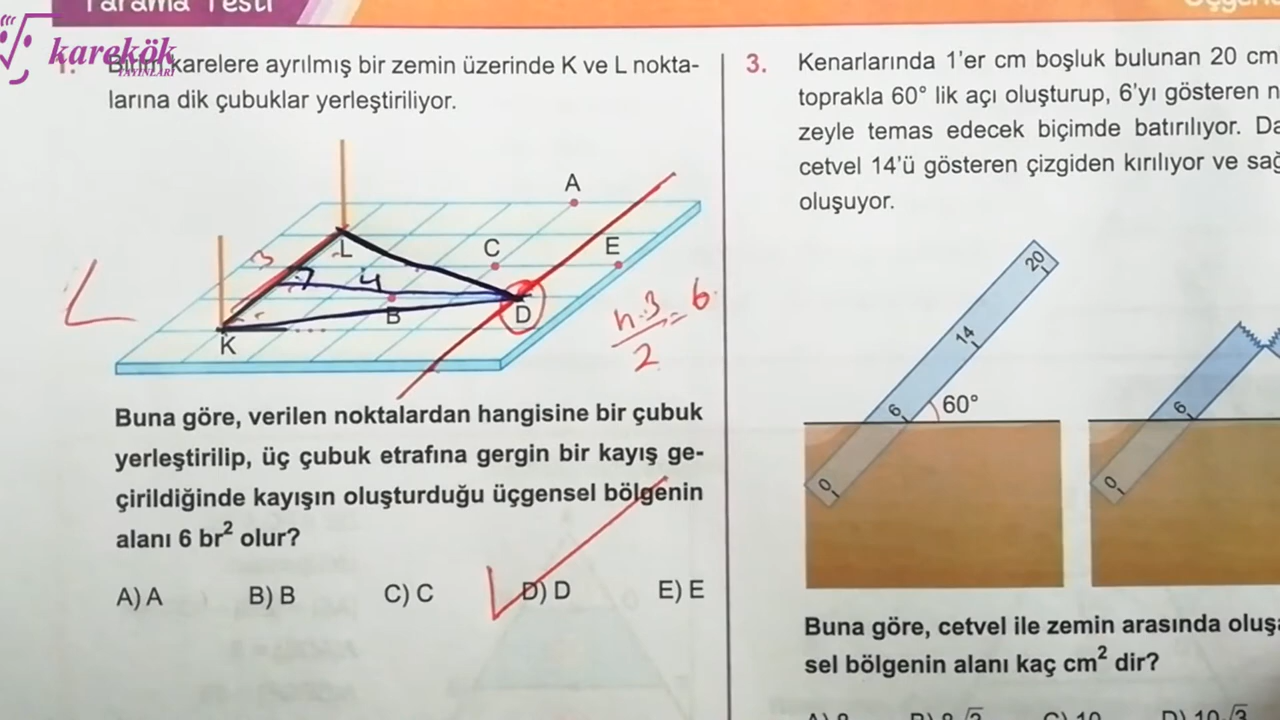 Tarama Testi
karekök
YAYINLARI
1. Birim karelere ayrılmış bir zemin üzerinde K ve L nokta-
larına dik çubuklar yerleştiriliyor.
A
L
C
E
3
4
B
D
K
h.3
2
= 6
Buna göre, verilen noktalardan hangisine bir çubuk
yerleştirilip, üç çubuk etrafına gergin bir kayış ge-
çirildiğinde kayışın oluşturduğu üçgensel bölgenin
alanı 6 br² olur?
A) A B) B C) C D) D E) E
3. Kenarlarında 1'er cm boşluk bulunan 20 cm
toprakla 60° lik açı oluşturup, 6'yı gösteren
zeyle temas edecek biçimde batırılıyor.
cetvel 14'ü gösteren çizgiden kırılıyor ve
oluşuyor.
20
14
6
60°
0
6
0
Buna göre, cetvel ile zemin arasında
sel bölgenin alanı kaç cm² dir?